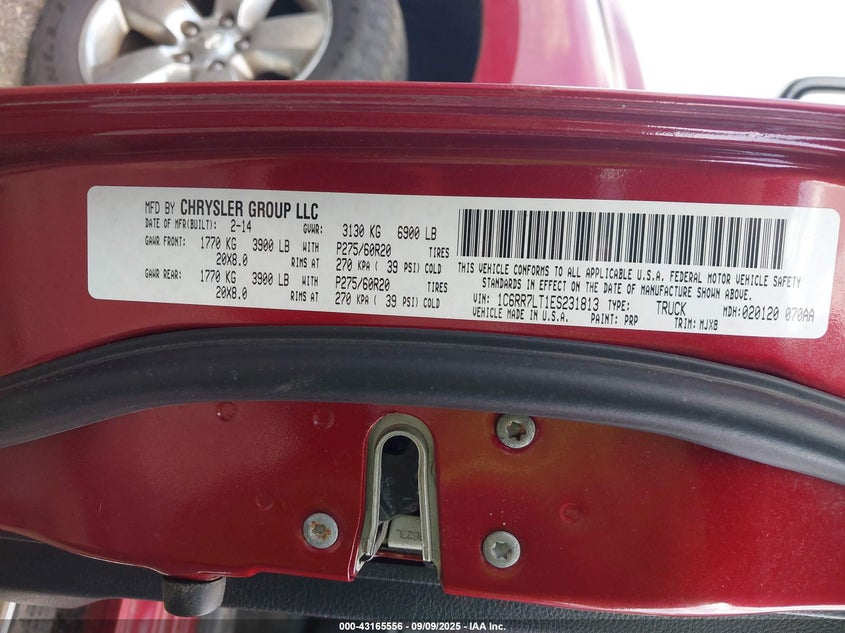 MFD BY CHRYSLER GROUP LLC
DATE OF MFR(BUILT): 2-14 GVWR: 3130 KG 6900 LB
GAWR FRONT: 1770 KG 3900 LB WITH P275/60R20 TIRES
20X8.0 RIMS AT 270 KPA ( 39 PSI) COLD
GAWR REAR: 1770 KG 3900 LB WITH P275/60R20 TIRES
20X8.0 RIMS AT 270 KPA ( 39 PSI) COLD
THIS VEHICLE CONFORMS TO ALL APPLICABLE U.S.A. FEDERAL MOTOR VEHICLE SAFETY
STANDARDS IN EFFECT ON THE DATE OF MANUFACTURE SHOWN ABOVE.
VIN: 1C6RR7LT1ES231813 TYPE: TRUCK MDH:020120 070AA
VEHICLE MADE IN U.S.A. PAINT: PRP TRIM: MJX8
000-43165556 - 09/09/2025 - IAA Inc.